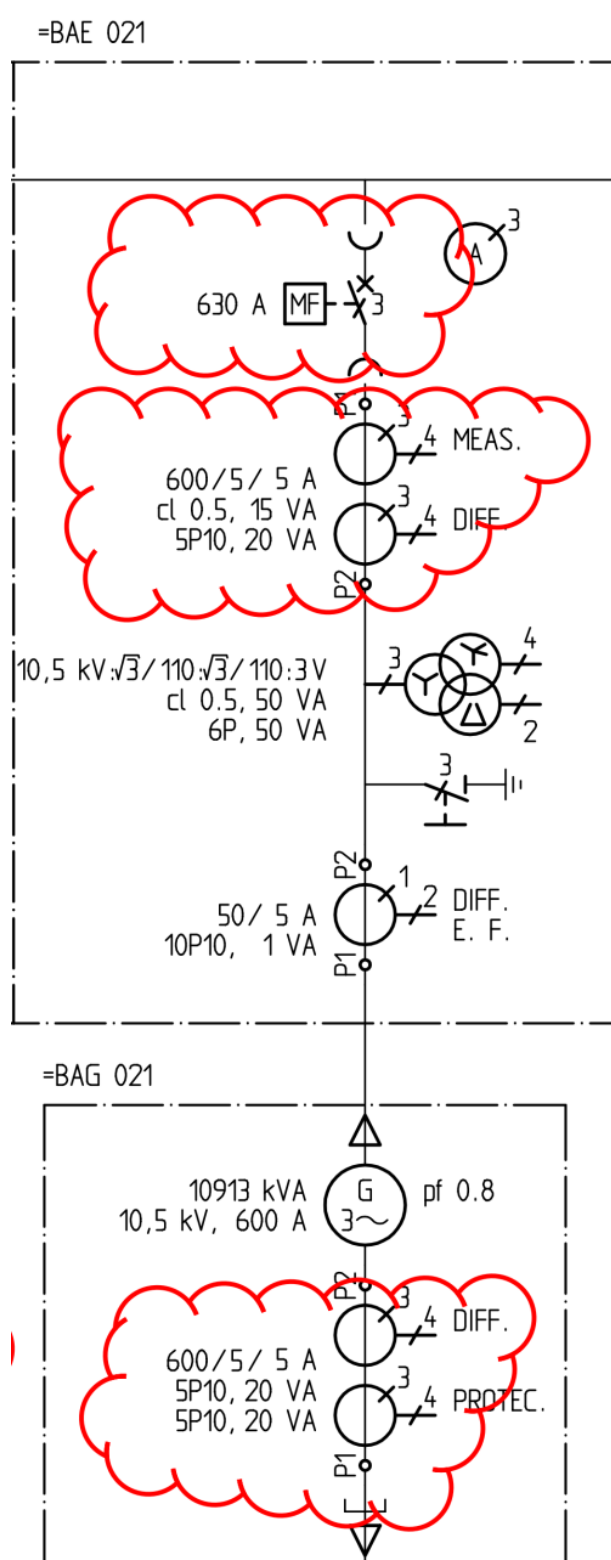 =BAE 021
3
A
630 A MF 3
P1
3
4 MEAS.
600/5/ 5 A
3
cl 0.5, 15 VA
4 DIFF.
5P10, 20 VA
P2
10,5 kV:√3/110:√3/110:3V
3
4
cl 0.5, 50 VA
6P, 50 VA
2
3
P2
1
50/ 5 A
2 DIFF.
10P10, 1 VA
E. F.
P1
=BAG 021
10913 kVA
G
pf 0.8
10,5 kV, 600 A
3~
P2
3
4 DIFF.
600/5/ 5 A
3
5P10, 20 VA
4 PROTEC.
5P10, 20 VA
P1